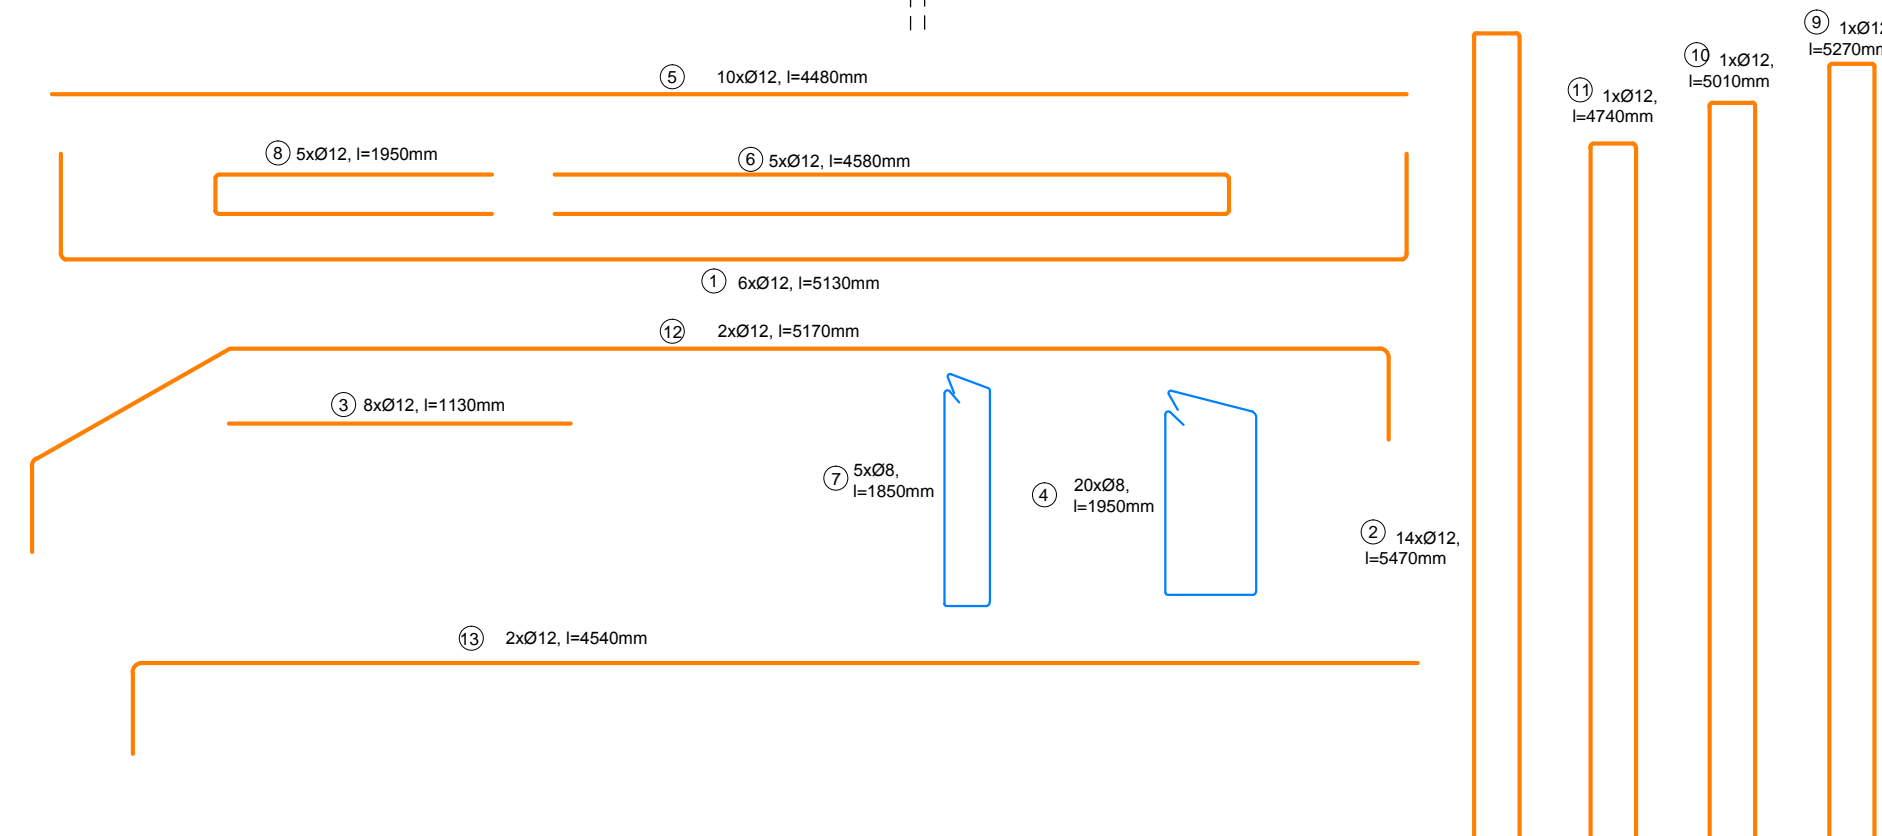 9 1xØ12
l=5270mm
10 1xØ12,
l=5010mm
5 10xØ12, l=4480mm
11 1xØ12,
l=4740mm
8 5xØ12, l=1950mm
6 5xØ12, l=4580mm
1 6xØ12, l=5130mm
12 2xØ12, l=5170mm
3 8xØ12, l=1130mm
7 5xØ8,
l=1850mm
4 20xØ8,
l=1950mm
2 14xØ12,
l=5470mm
13 2xØ12, l=4540mm